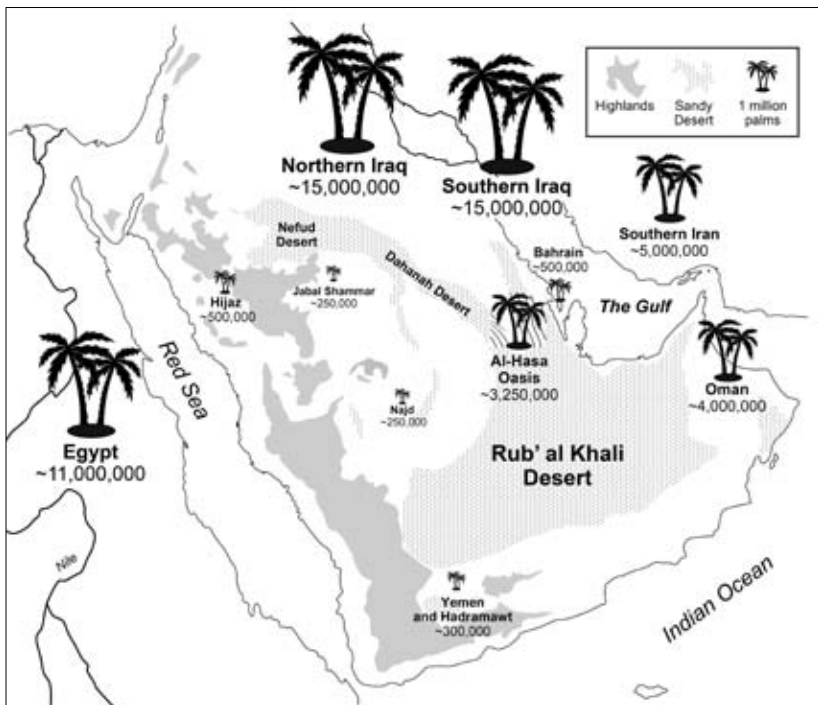 Highlands
Sandy
Desert
1 million
palms
Northern Iraq
~15,000,000
Southern Iraq
~15,000,000
Southern Iran
~5,000,000
Nefud
Desert
Bahrain
~500,000
Dahanah Desert
Jabal Shammar
~250,000
Hijaz
~500,000
The Gulf
Al-Hasa
Oasis
~3,250,000
Oman
~4,000,000
Red Sea
Najd
~250,000
Egypt
~11,000,000
Rub' al Khali
Desert
Nile
Yemen
and Hadramawt
~300,000
Indian Ocean